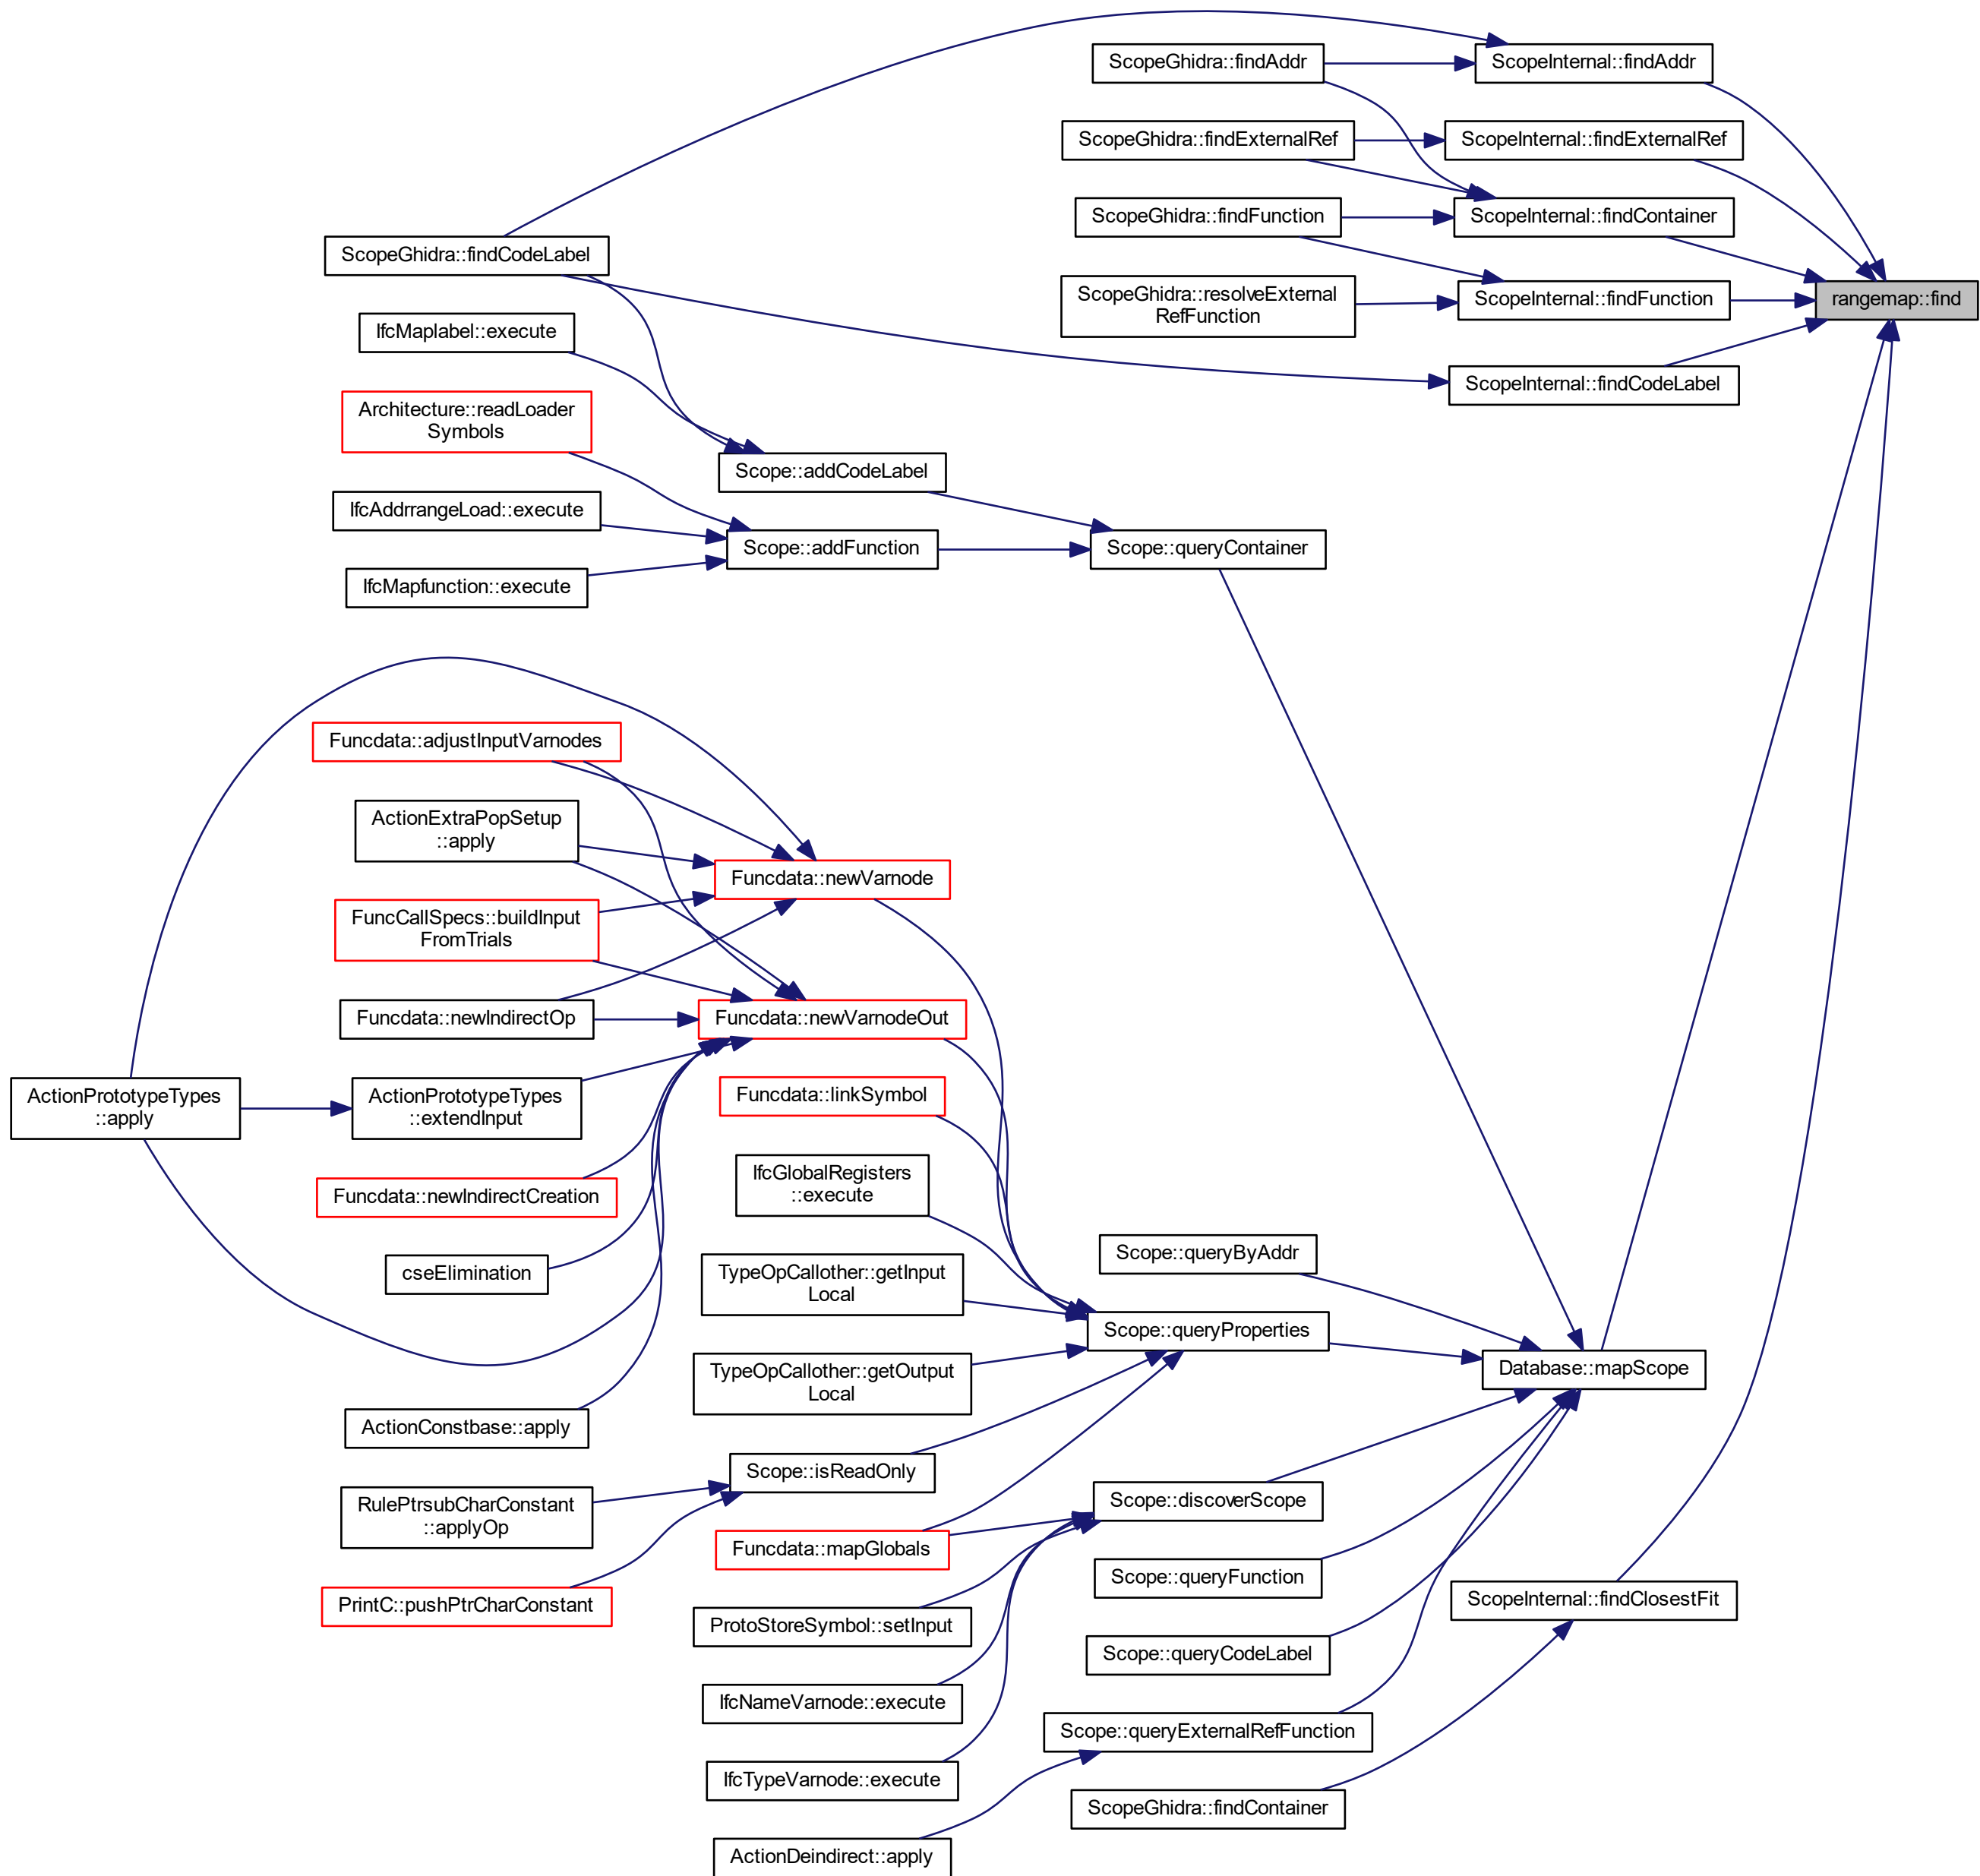 ScopeGhidra::findAddr
ScopeInternal::findAddr
ScopeGhidra::findExternalRef
ScopeInternal::findExternalRef
ScopeGhidra::findFunction
ScopeInternal::findContainer
ScopeGhidra::findCodeLabel
ScopeGhidra::resolveExternal
RefFunction
ScopeInternal::findFunction
rangemap::find
IfcMaplabel::execute
ScopeInternal::findCodeLabel
Architecture::readLoader
Symbols
Scope::addCodeLabel
IfcAddrrangeLoad::execute
Scope::addFunction
Scope::queryContainer
IfcMapfunction::execute
Funcdata::adjustInputVarnodes
ActionExtraPopSetup
::apply
Funcdata::newVarnode
FuncCallSpecs::buildInput
FromTrials
Funcdata::newIndirectOp
Funcdata::newVarnodeOut
ActionPrototypeTypes
::apply
ActionPrototypeTypes
::extendInput
Funcdata::linkSymbol
Funcdata::newIndirectCreation
IfcGlobalRegisters
::execute
cseElimination
TypeOpCallother::getInput
Local
Scope::queryByAddr
Scope::queryProperties
TypeOpCallother::getOutput
Local
Database::mapScope
ActionConstbase::apply
Scope::isReadOnly
RulePtrsubCharConstant
::applyOp
Scope::discoverScope
Funcdata::mapGlobals
Scope::queryFunction
PrintC::pushPtrCharConstant
ScopeInternal::findClosestFit
ProtoStoreSymbol::setInput
Scope::queryCodeLabel
IfcNameVarnode::execute
Scope::queryExternalRefFunction
IfcTypeVarnode::execute
ScopeGhidra::findContainer
ActionDeindirect::apply